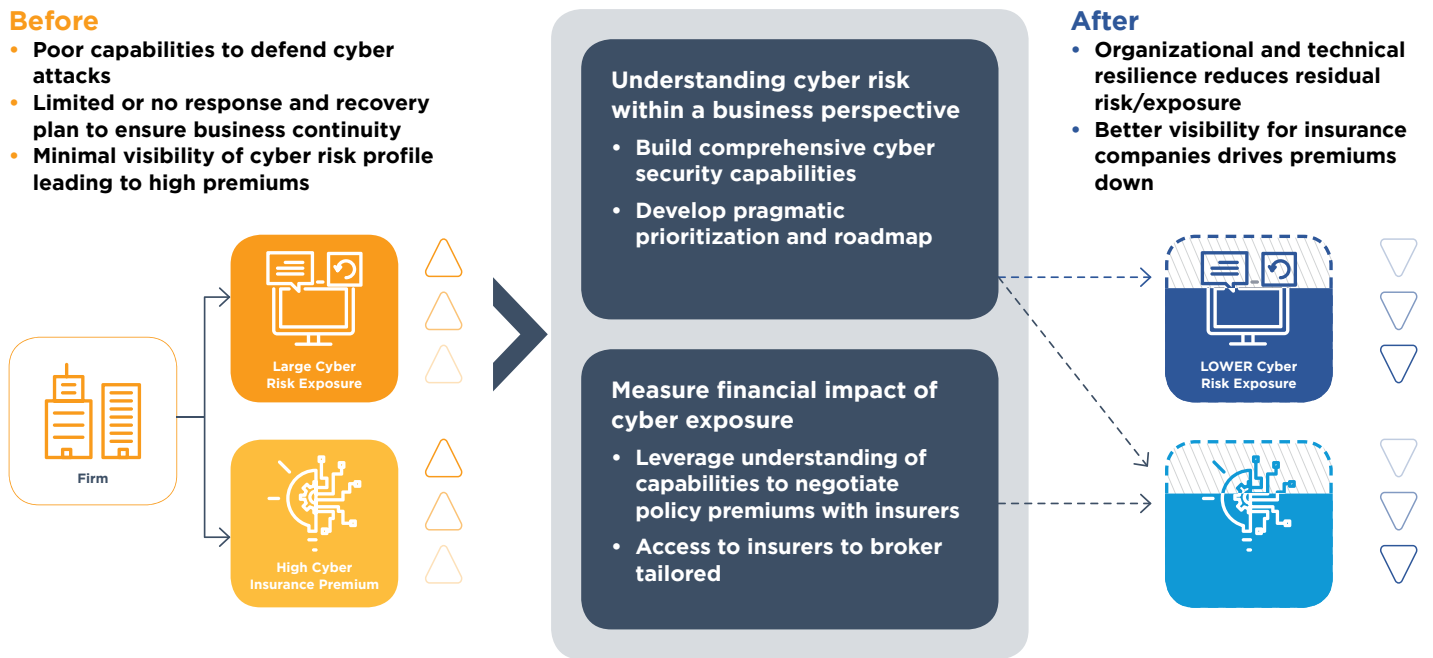 Before
• Poor capabilities to defend cyber
attacks
• Limited or no response and recovery
plan to ensure business continuity
• Minimal visibility of cyber risk profile
leading to high premiums
Firm
Large Cyber
Risk Exposure
High Cyber
Insurance Premium
Understanding cyber risk
within a business perspective
• Build comprehensive cyber
security capabilities
• Develop pragmatic
prioritization and roadmap
Measure financial impact of
cyber exposure
• Leverage understanding of
capabilities to negotiate
policy premiums with insurers
• Access to insurers to broker
tailored
After
• Organizational and technical
resilience reduces residual
risk/exposure
• Better visibility for insurance
companies drives premiums
down
LOWER Cyber
Risk Exposure